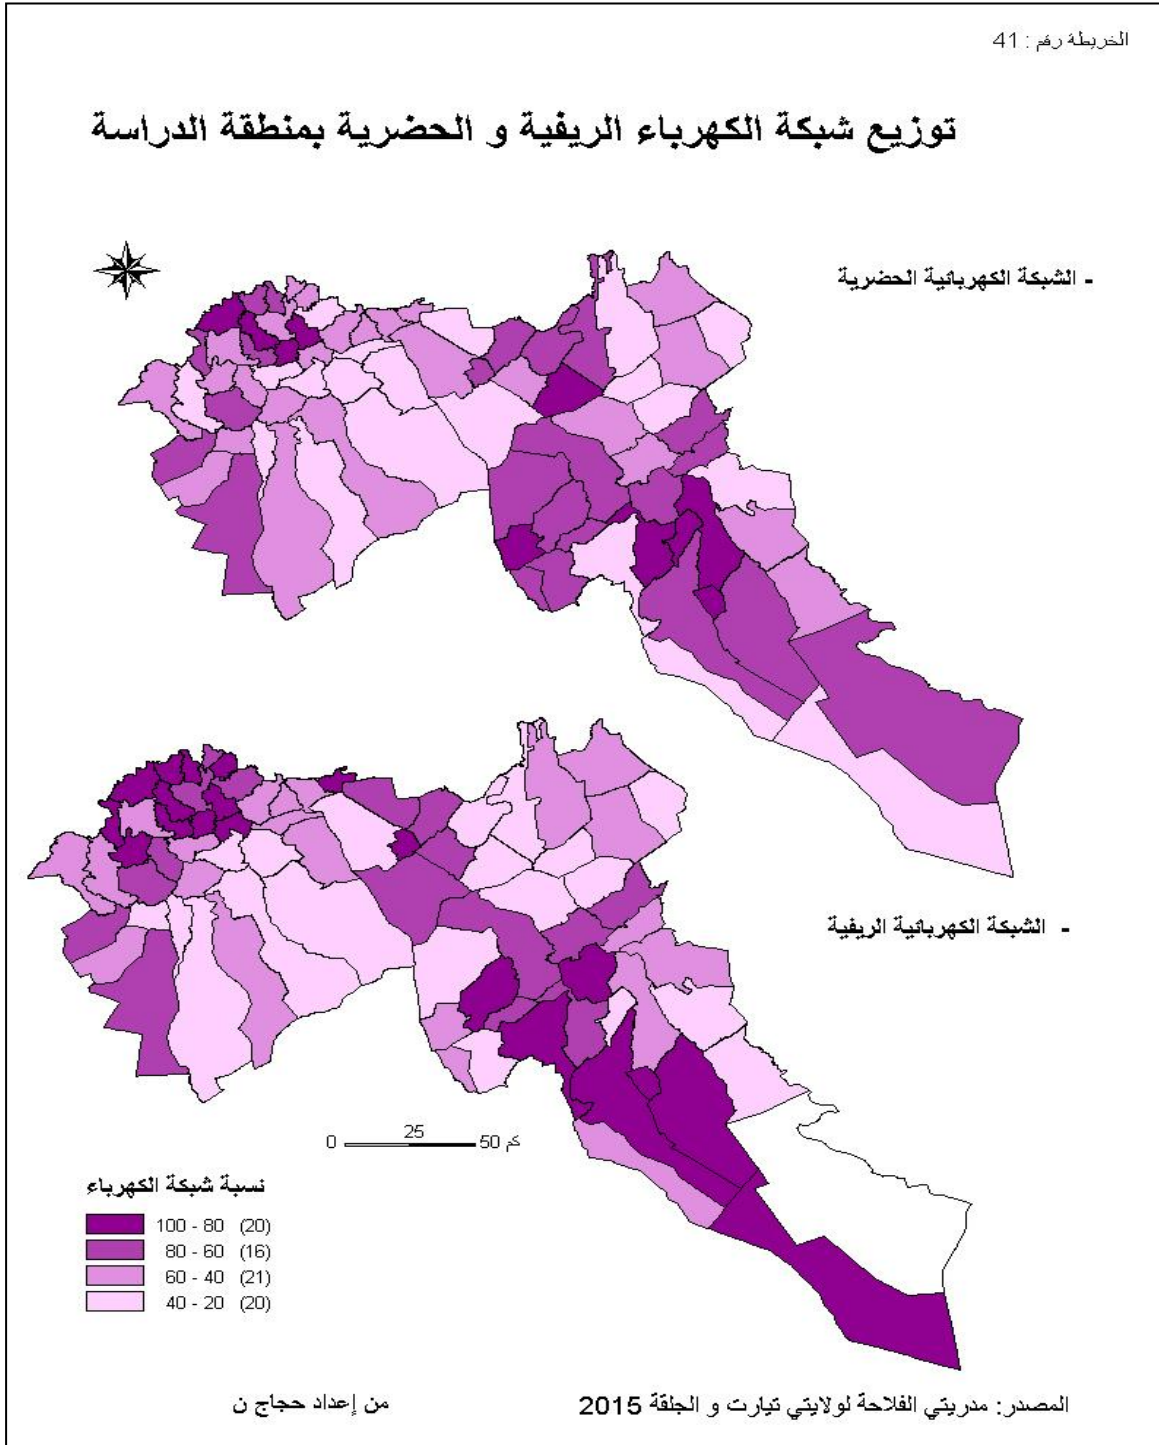 الخريطة رقم : 41
توزيع شبكة الكهرباء الريفية و الحضرية بمنطقة الدراسة
- الشبكة الكهربائية الحضرية
- الشبكة الكهربائية الريفية
0 25 50 كم
نسبة شبكة الكهرباء
100 - 80 (20)
80 - 60 (16)
60 - 40 (21)
40 - 20 (20)
المصدر: مدريتي الفلاحة لولايتي تيارت و الجلفة 2015
من إعداد حجاج ن